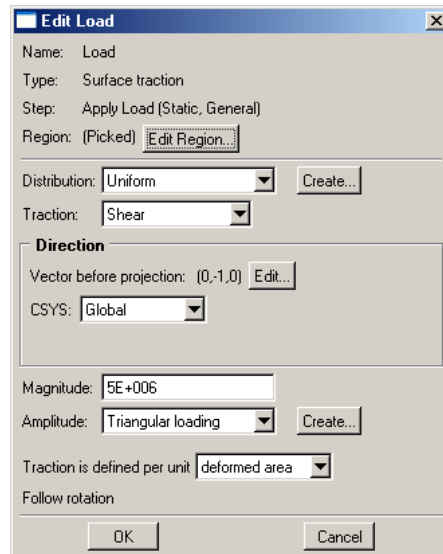 Edit Load
Name: Load
Type: Surface traction
Step: Apply Load (Static, General)
Region: (Picked) Edit Region...
Distribution: Uniform Create...
Traction: Shear
Direction
Vector before projection: (0,-1,0) Edit...
CSYS: Global
Magnitude: 5E+006
Amplitude: Triangular loading Create...
Traction is defined per unit deformed area
Follow rotation
OK Cancel